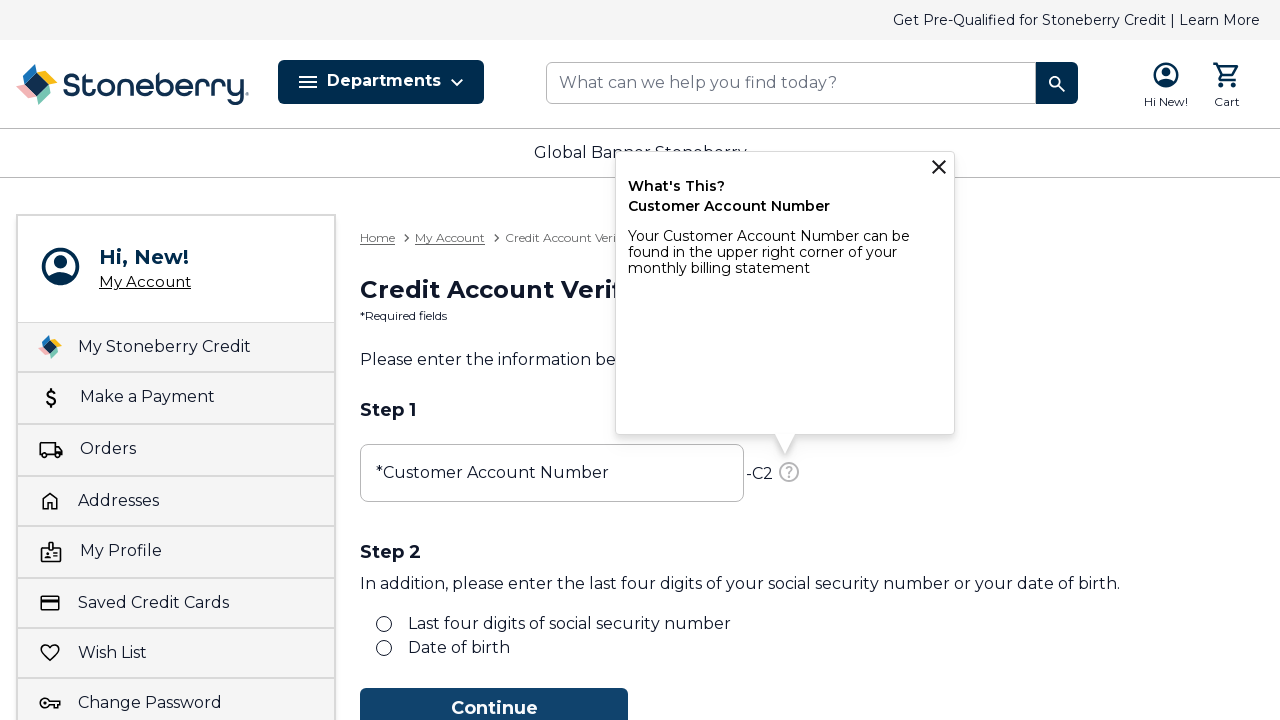 Get Pre-Qualified for Stoneberry Credit | Learn More
Stoneberry
Departments
What can we help you find today?
Hi New!
Cart
Global Banner Stoneberry
What's This?
Customer Account Number
Your Customer Account Number can be
found in the upper right corner of your
monthly billing statement
Hi, New!
My Account
My Stoneberry Credit
Make a Payment
Orders
Addresses
My Profile
Saved Credit Cards
Wish List
Change Password
Home > My Account > Credit Account Veri
Credit Account Verif
*Required fields
Please enter the information be
Step 1
*Customer Account Number
-C2 ?
Step 2
In addition, please enter the last four digits of your social security number or your date of birth.
Last four digits of social security number
Date of birth
Continue